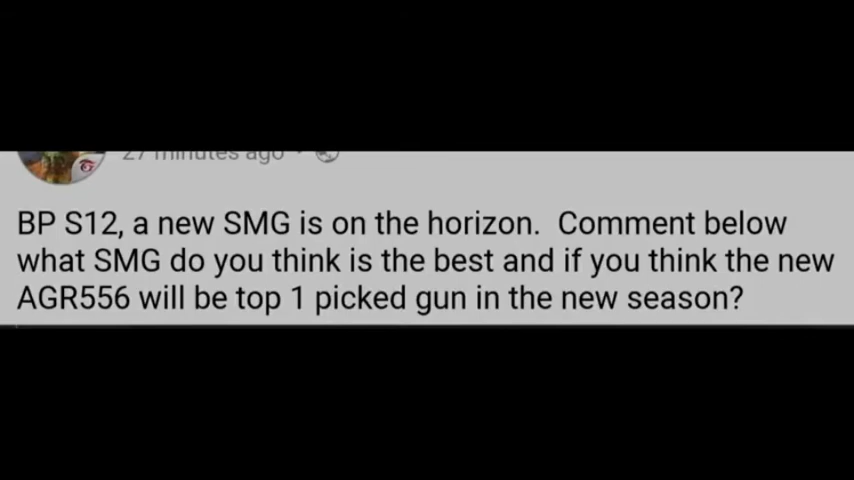 27 minutes ago ·
BP S12, a new SMG is on the horizon. Comment below
what SMG do you think is the best and if you think the new
AGR556 will be top 1 picked gun in the new season?